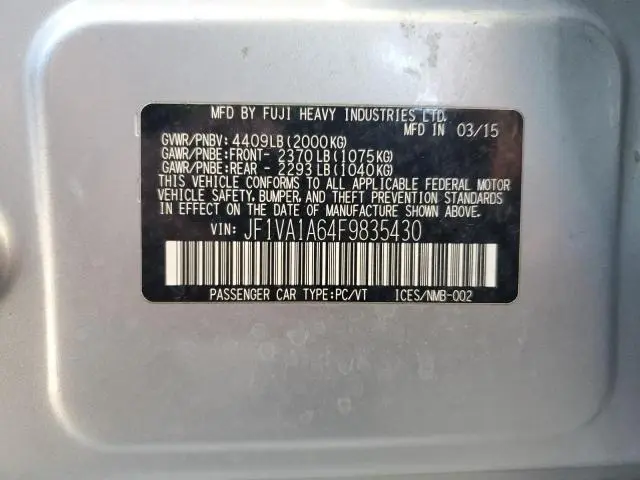 MFD BY FUJI HEAVY INDUSTRIES LTD.
MFD IN 03/15
GVWR/PNBV: 4409LB(2000KG)
GAWR/PNBE:FRONT- 2370LB(1075KG)
GAWR/PNBE:REAR - 2293LB(1040KG)
THIS VEHICLE CONFORMS TO ALL APPLICABLE FEDERAL MOTOR
VEHICLE SAFETY, BUMPER, AND THEFT PREVENTION STANDARDS
IN EFFECT ON THE DATE OF MANUFACTURE SHOWN ABOVE.
VIN: JF1VA1A64F9835430
PASSENGER CAR TYPE:PC/VT ICES/NMB-002